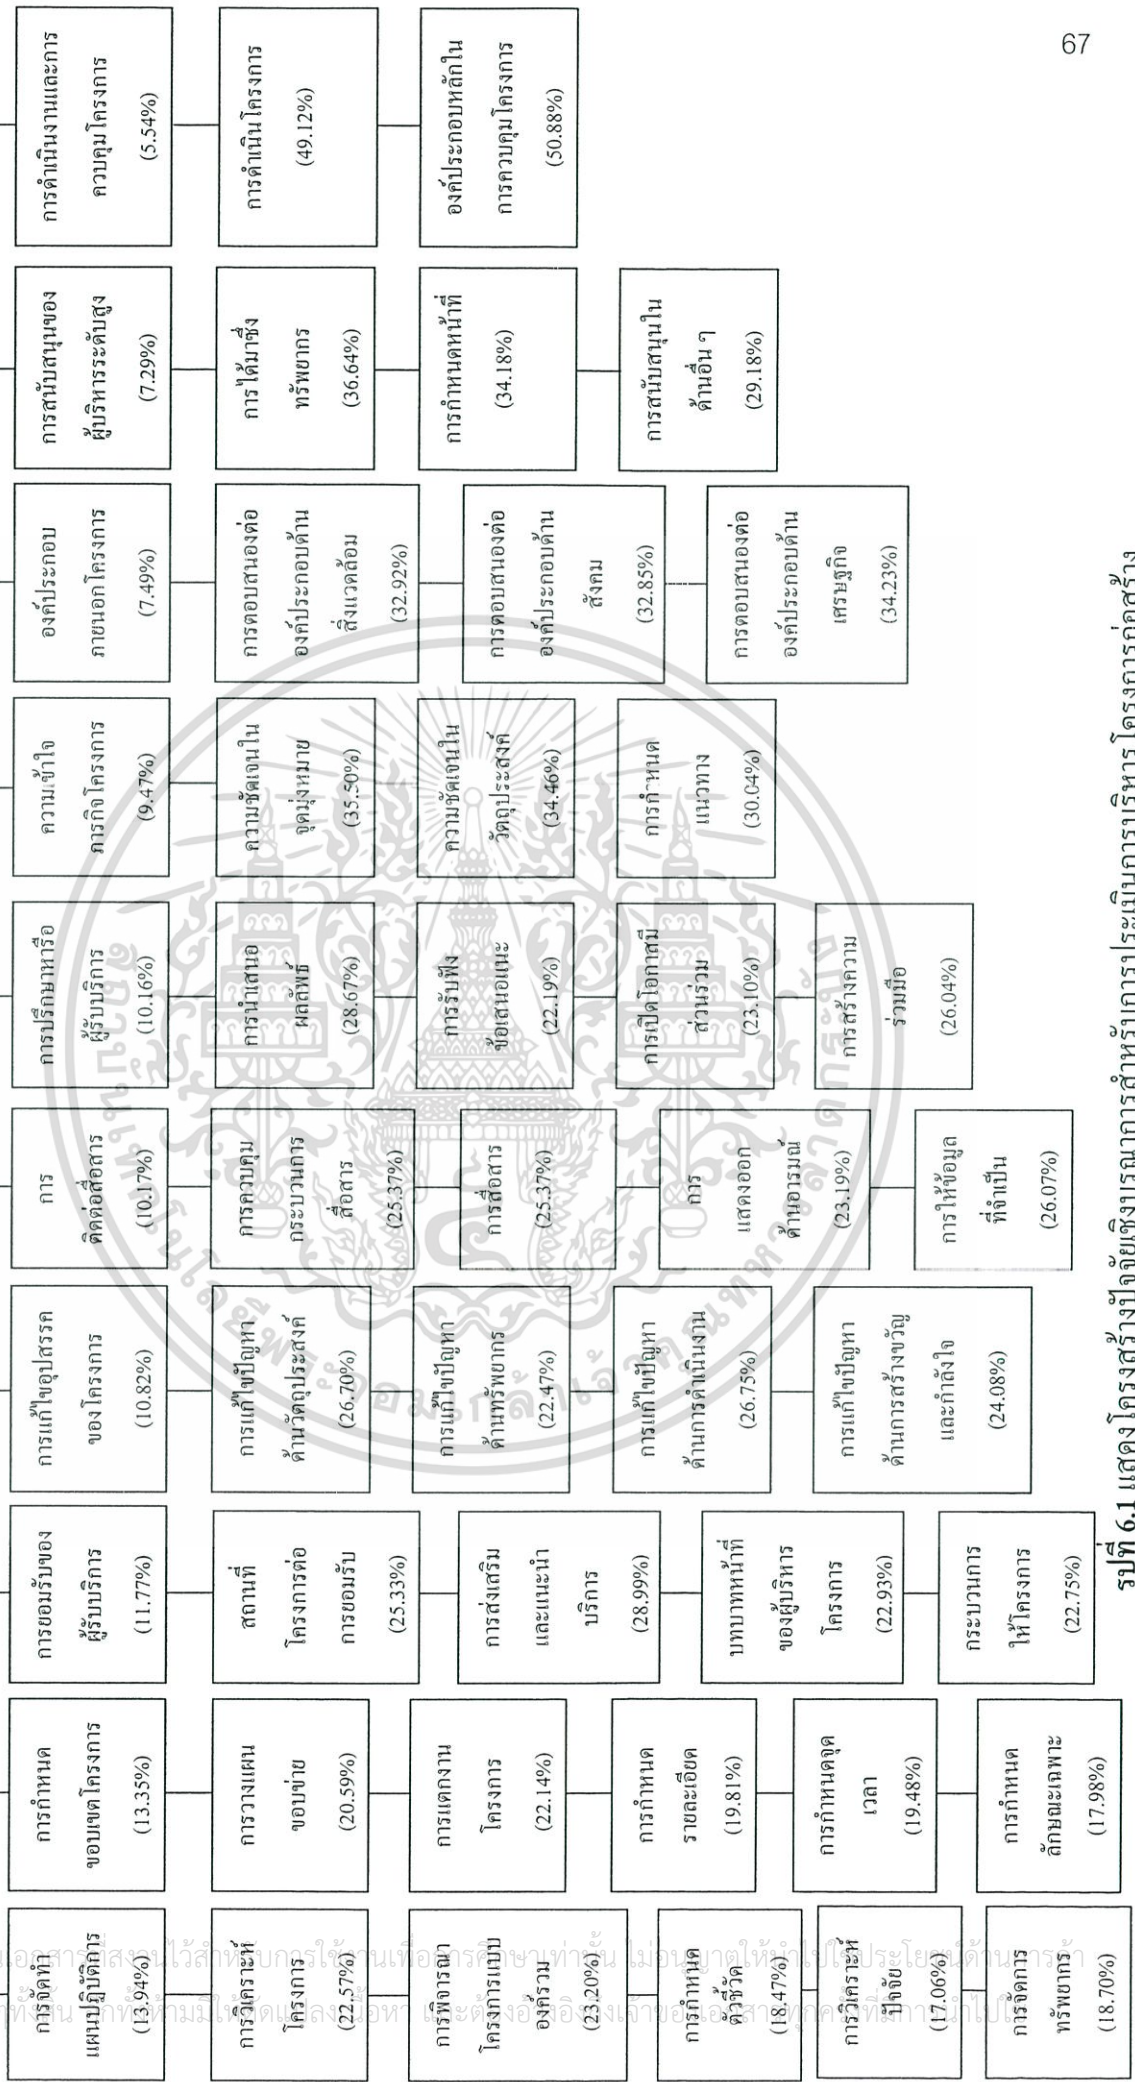 67
การจัดทำ
แผนปฏิบัติการ
(13.94%)
การวิเคราะห์
โครงการ
(22.57%)
การพิจารณา
โครงการแบบ
องค์รวม
(23.20%)
การกำหนด
ตัวชี้วัด
(18.47%)
การวิเคราะห์
ปัจจัย
(17.06%)
การจัดการ
ทรัพยากร
(18.70%)
การกำหนด
ขอบเขตโครงการ
(13.35%)
การวางแผน
ขอบข่าย
(20.59%)
การแตกงาน
โครงการ
(22.14%)
การกำหนด
รายละเอียด
(19.81%)
การกำหนดจุด
เวลา
(19.48%)
การกำหนด
ลักษณะเฉพาะ
(17.98%)
การยอมรับของ
ผู้รับบริการ
(11.77%)
สถานที่
โครงการต่อ
การยอมรับ
(25.33%)
การส่งเสริม
และแนะนำ
บริการ
(28.99%)
บทบาทหน้าที่
ของผู้บริหาร
โครงการ
(22.93%)
กระบวนการ
ให้โครงการ
(22.75%)
การแก้ไขอุปสรรค
ของโครงการ
(10.82%)
การแก้ไขปัญหา
ด้านวัตถุประสงค์
(26.70%)
การแก้ไขปัญหา
ด้านทรัพยากร
(22.47%)
การแก้ไขปัญหา
ด้านการดำเนินงาน
(26.75%)
การแก้ไขปัญหา
ด้านการสร้างขวัญ
และกำลังใจ
(24.08%)
การ
ติดต่อสื่อสาร
(10.17%)
การควบคุม
กระบวนการ
สื่อสาร
(25.37%)
การสื่อสาร
(25.37%)
การ
แสดงออก
ด้านอารมณ์
(23.19%)
การให้ข้อมูล
ที่จำเป็น
(26.07%)
การปรึกษาหารือ
ผู้รับบริการ
(10.16%)
การนำเสนอ
ผลลัพธ์
(28.67%)
การรับฟัง
ข้อเสนอแนะ
(22.19%)
การเปิดโอกาสมี
ส่วนร่วม
(23.10%)
การสร้างความ
ร่วมมือ
(26.04%)
ความเข้าใจ
ภารกิจโครงการ
(9.47%)
ความชัดเจนใน
จุดมุ่งหมาย
(35.50%)
ความชัดเจนใน
วัตถุประสงค์
(34.46%)
การกำหนด
แนวทาง
(30.04%)
องค์ประกอบ
ภายนอกโครงการ
(7.49%)
การตอบสนองต่อ
องค์ประกอบด้าน
สิ่งแวดล้อม
(32.92%)
การตอบสนองต่อ
องค์ประกอบด้าน
สังคม
(32.85%)
การตอบสนองต่อ
องค์ประกอบด้าน
เศรษฐกิจ
(34.23%)
การสนับสนุนของ
ผู้บริหารระดับสูง
(7.29%)
การได้มาซึ่ง
ทรัพยากร
(36.64%)
การกำหนดหน้าที่
(34.18%)
การสนับสนุนใน
ด้านอื่น ๆ
(29.18%)
การดำเนินงานและการ
ควบคุมโครงการ
(5.54%)
การดำเนินโครงการ
(49.12%)
องค์ประกอบหลักใน
การควบคุมโครงการ
(50.88%)
รูปที่ 6.1 แสดงโครงสร้างปัจจัยเชิงบูรณาการสำหรับการประเมินการบริหารโครงการก่อสร้าง